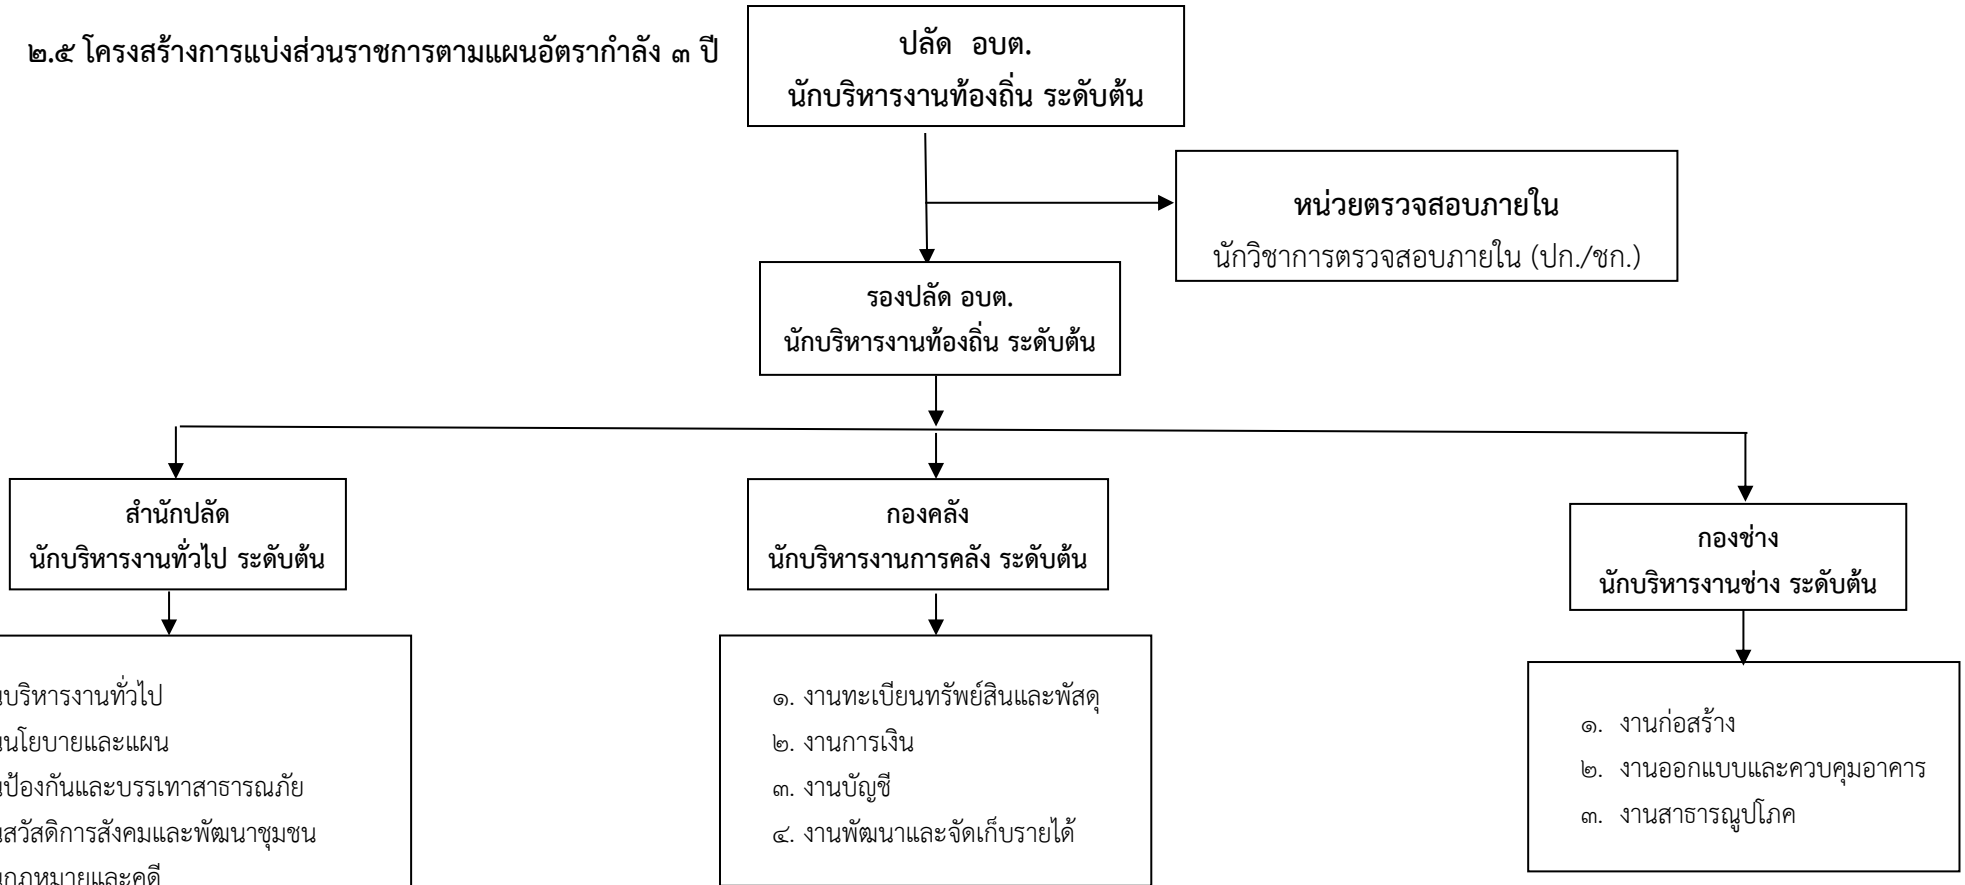 ๒.๕ โครงสร้างการแบ่งส่วนราชการตามแผนอัตรากำลัง ๓ ปี
ปลัด อบต.
นักบริหารงานท้องถิ่น ระดับต้น
หน่วยตรวจสอบภายใน
นักวิชาการตรวจสอบภายใน (ปก./ชก.)
รองปลัด อบต.
นักบริหารงานท้องถิ่น ระดับต้น
สำนักปลัด
นักบริหารงานทั่วไป ระดับต้น
บริหารงานทั่วไป
นโยบายและแผน
ป้องกันและบรรเทาสาธารณภัย
สวัสดิการสังคมและพัฒนาชุมชน
กฎหมายและคดี
กองคลัง
นักบริหารงานการคลัง ระดับต้น
๑. งานทะเบียนทรัพย์สินและพัสดุ
๒. งานการเงิน
๓. งานบัญชี
๔. งานพัฒนาและจัดเก็บรายได้
กองช่าง
นักบริหารงานช่าง ระดับต้น
๑. งานก่อสร้าง
๒. งานออกแบบและควบคุมอาคาร
๓. งานสาธารณูปโภค